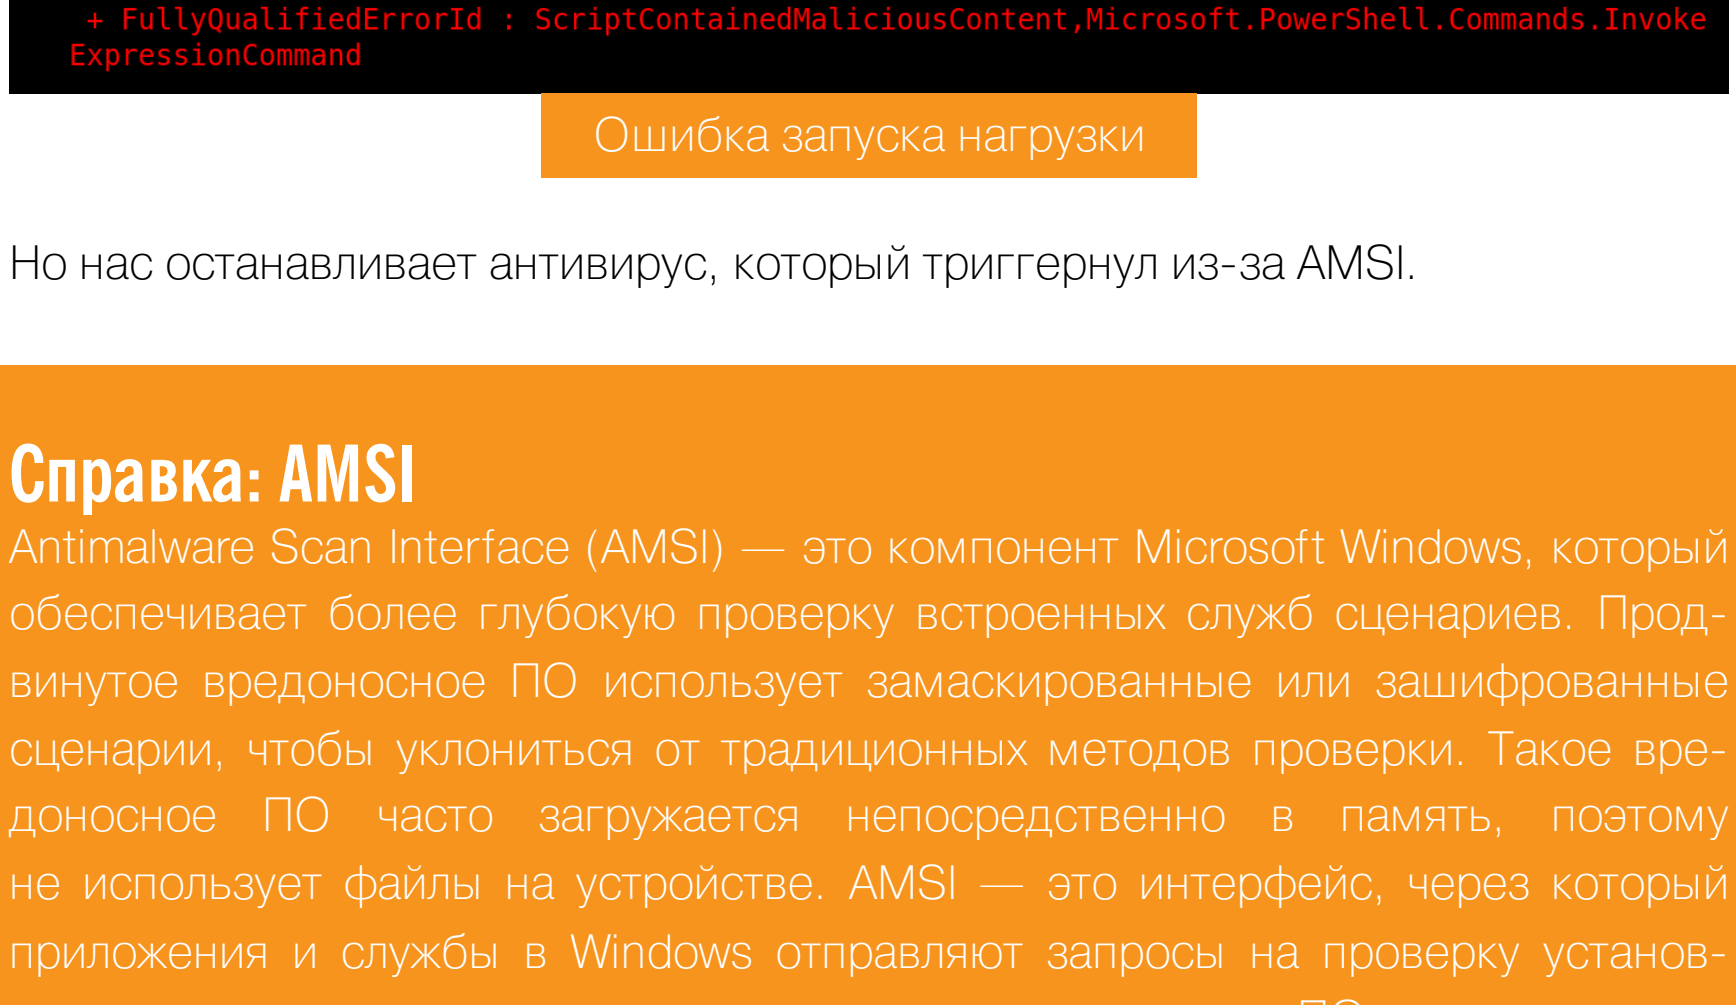 + FullyQualifiedErrorId : ScriptContainedMaliciousContent,Microsoft.PowerShell.Commands.Invoke
ExpressionCommand
Ошибка запуска нагрузки
Но нас останавливает антивирус, который триггернул из-за AMSI.
Справка: AMSI
Antimalware Scan Interface (AMSI) — это компонент Microsoft Windows, который
обеспечивает более глубокую проверку встроенных служб сценариев. Прод-
винутое вредоносное ПО использует замаскированные или зашифрованные
сценарии, чтобы уклониться от традиционных методов проверки. Такое вре-
доносное ПО часто загружается непосредственно в память, поэтому
не использует файлы на устройстве. AMSI — это интерфейс, через который
приложения и службы в Windows отправляют запросы на проверку установ-